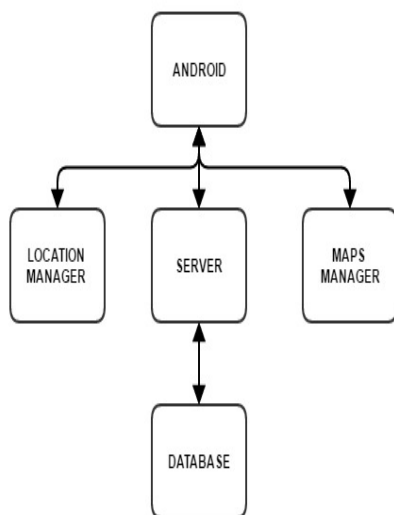 ANDROID
LOCATION
MANAGER
SERVER
MAPS
MANAGER
DATABASE